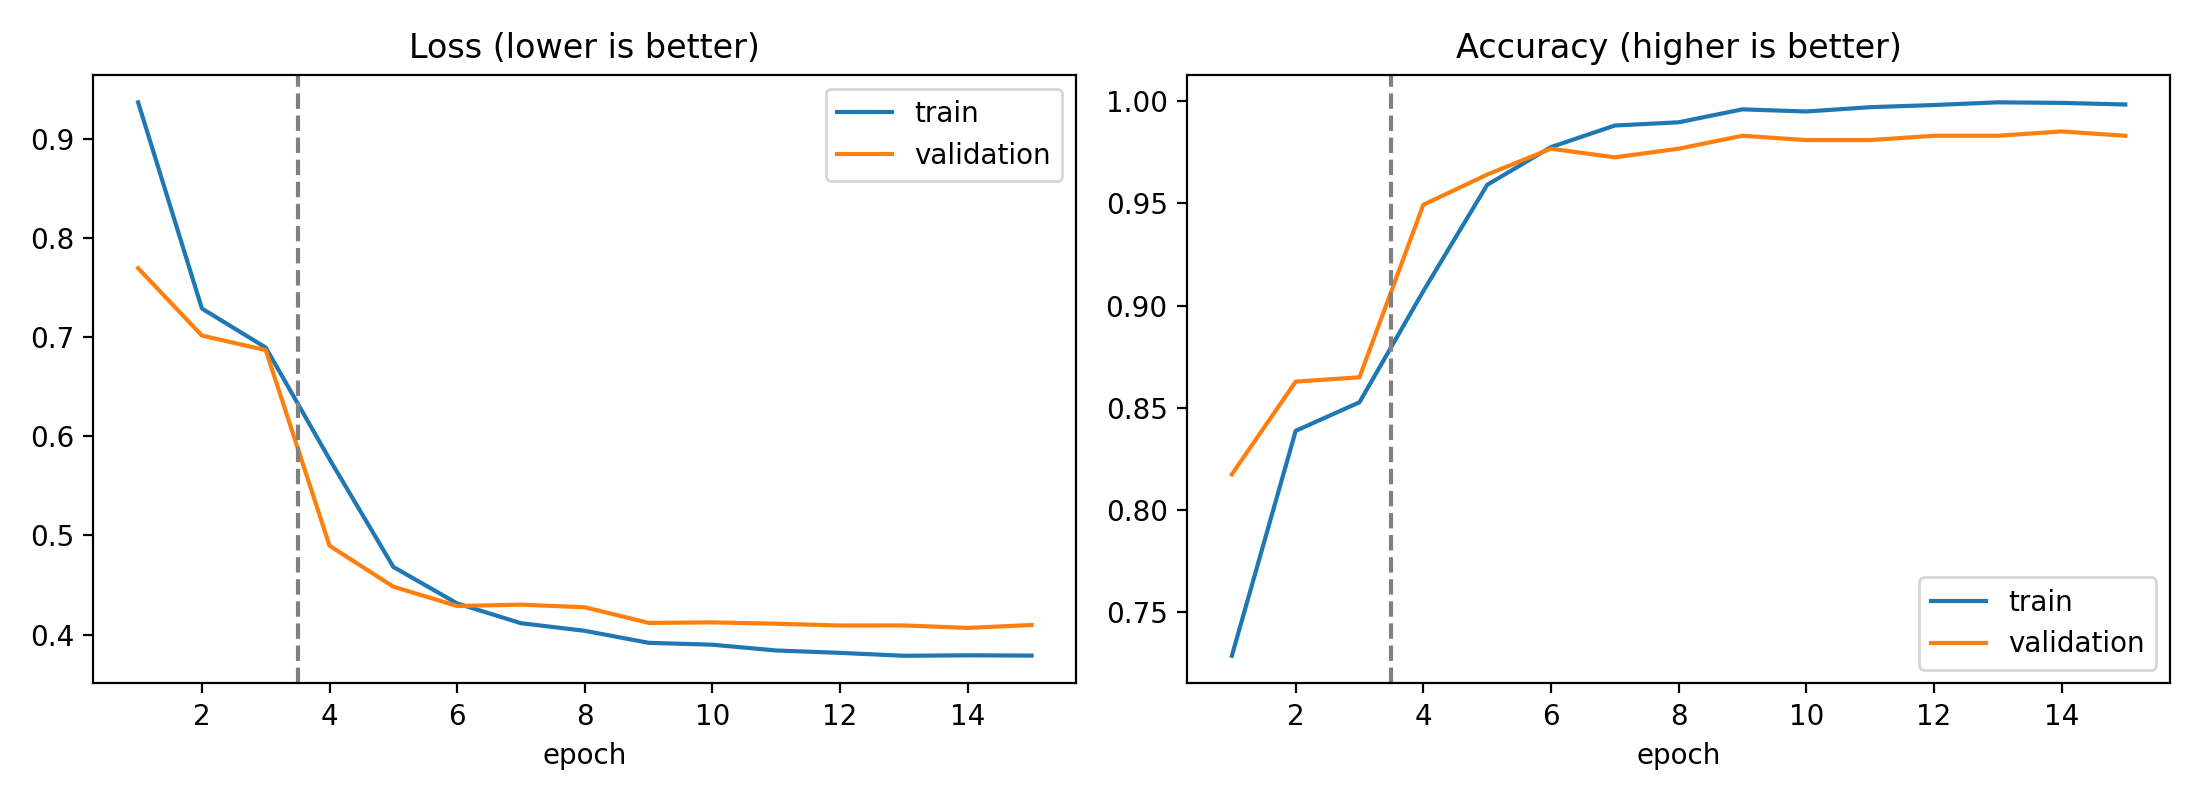 Loss (lower is better)
0.9
0.8
0.7
0.6
0.5
0.4
train
validation
2 4 6 8 10 12 14
epoch
Accuracy (higher is better)
1.00
0.95
0.90
0.85
0.80
0.75
train
validation
2 4 6 8 10 12 14
epoch